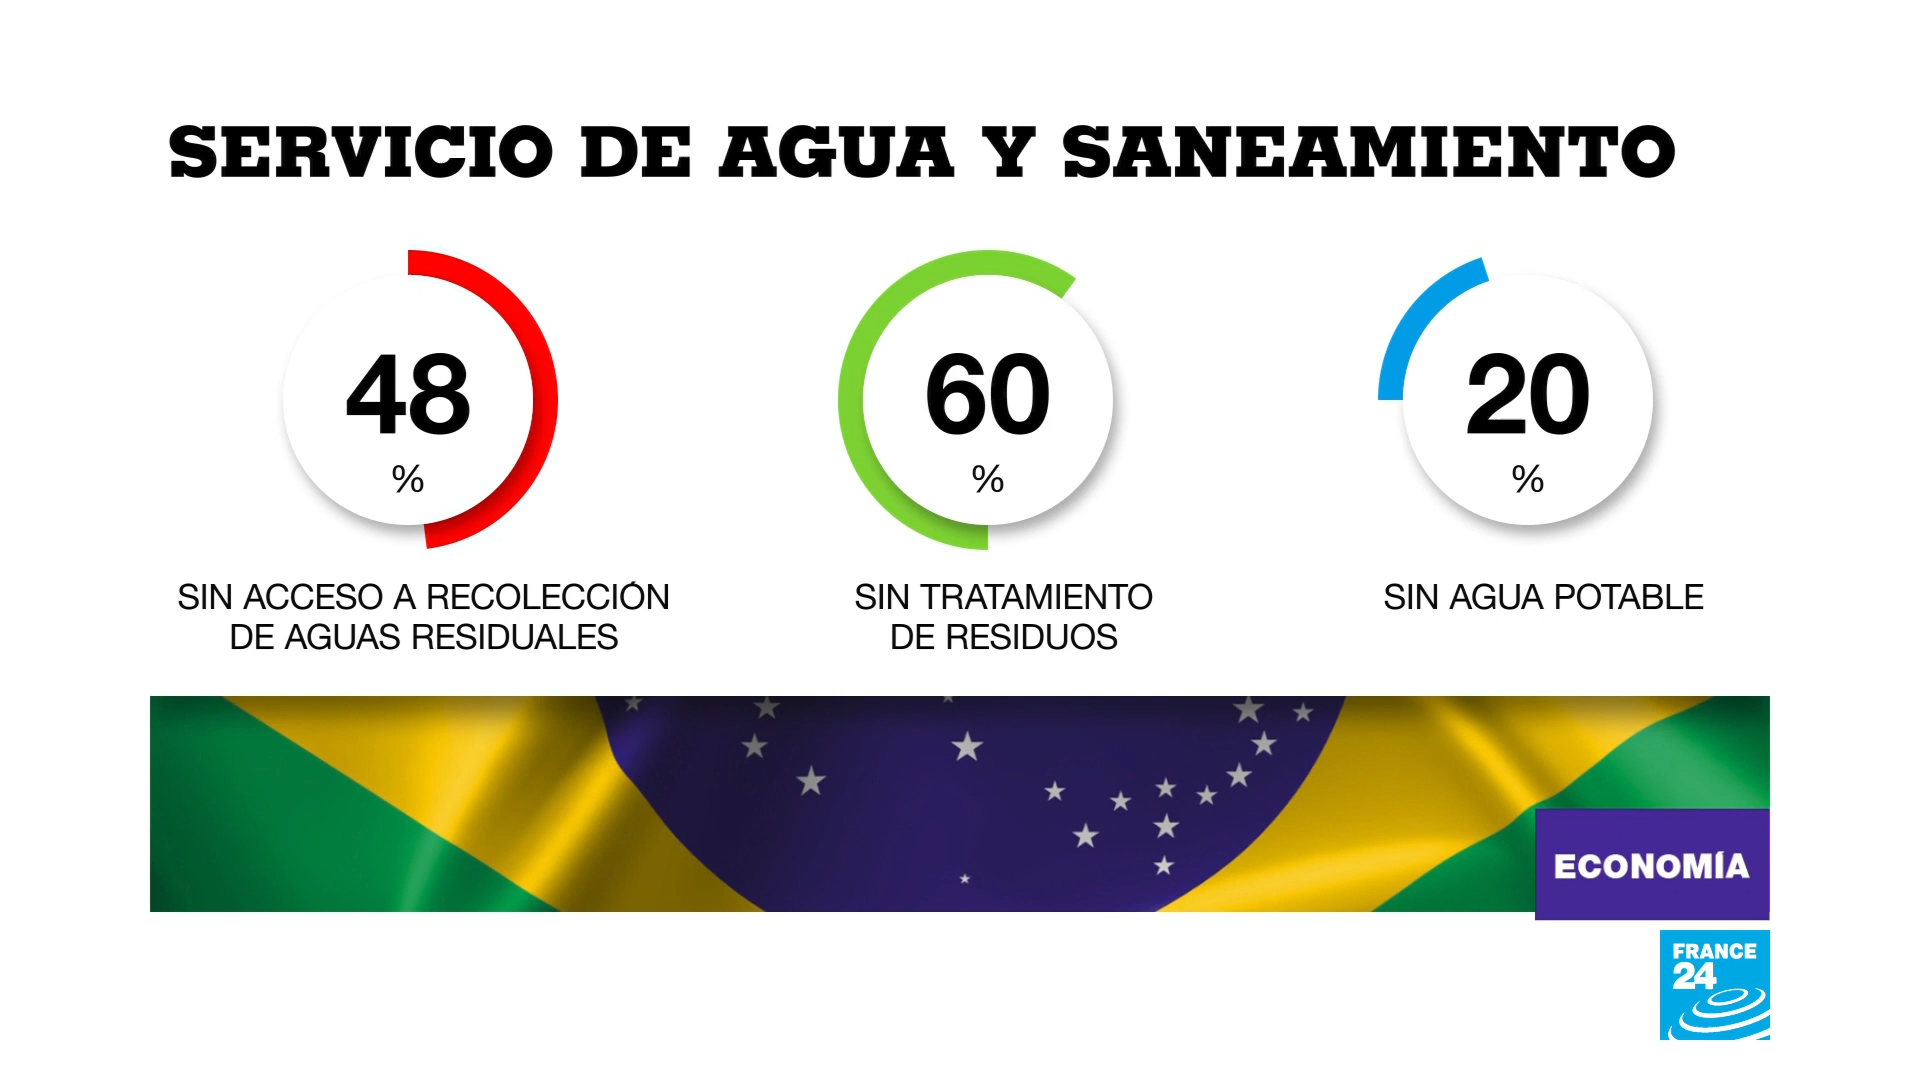 SERVICIO DE AGUA Y SANEAMIENTO
48
%
SIN ACCESO A RECOLECCIÓN
DE AGUAS RESIDUALES
60
%
SIN TRATAMIENTO
DE RESIDUOS
20
%
SIN AGUA POTABLE
ECONOMÍA
FRANCE
24